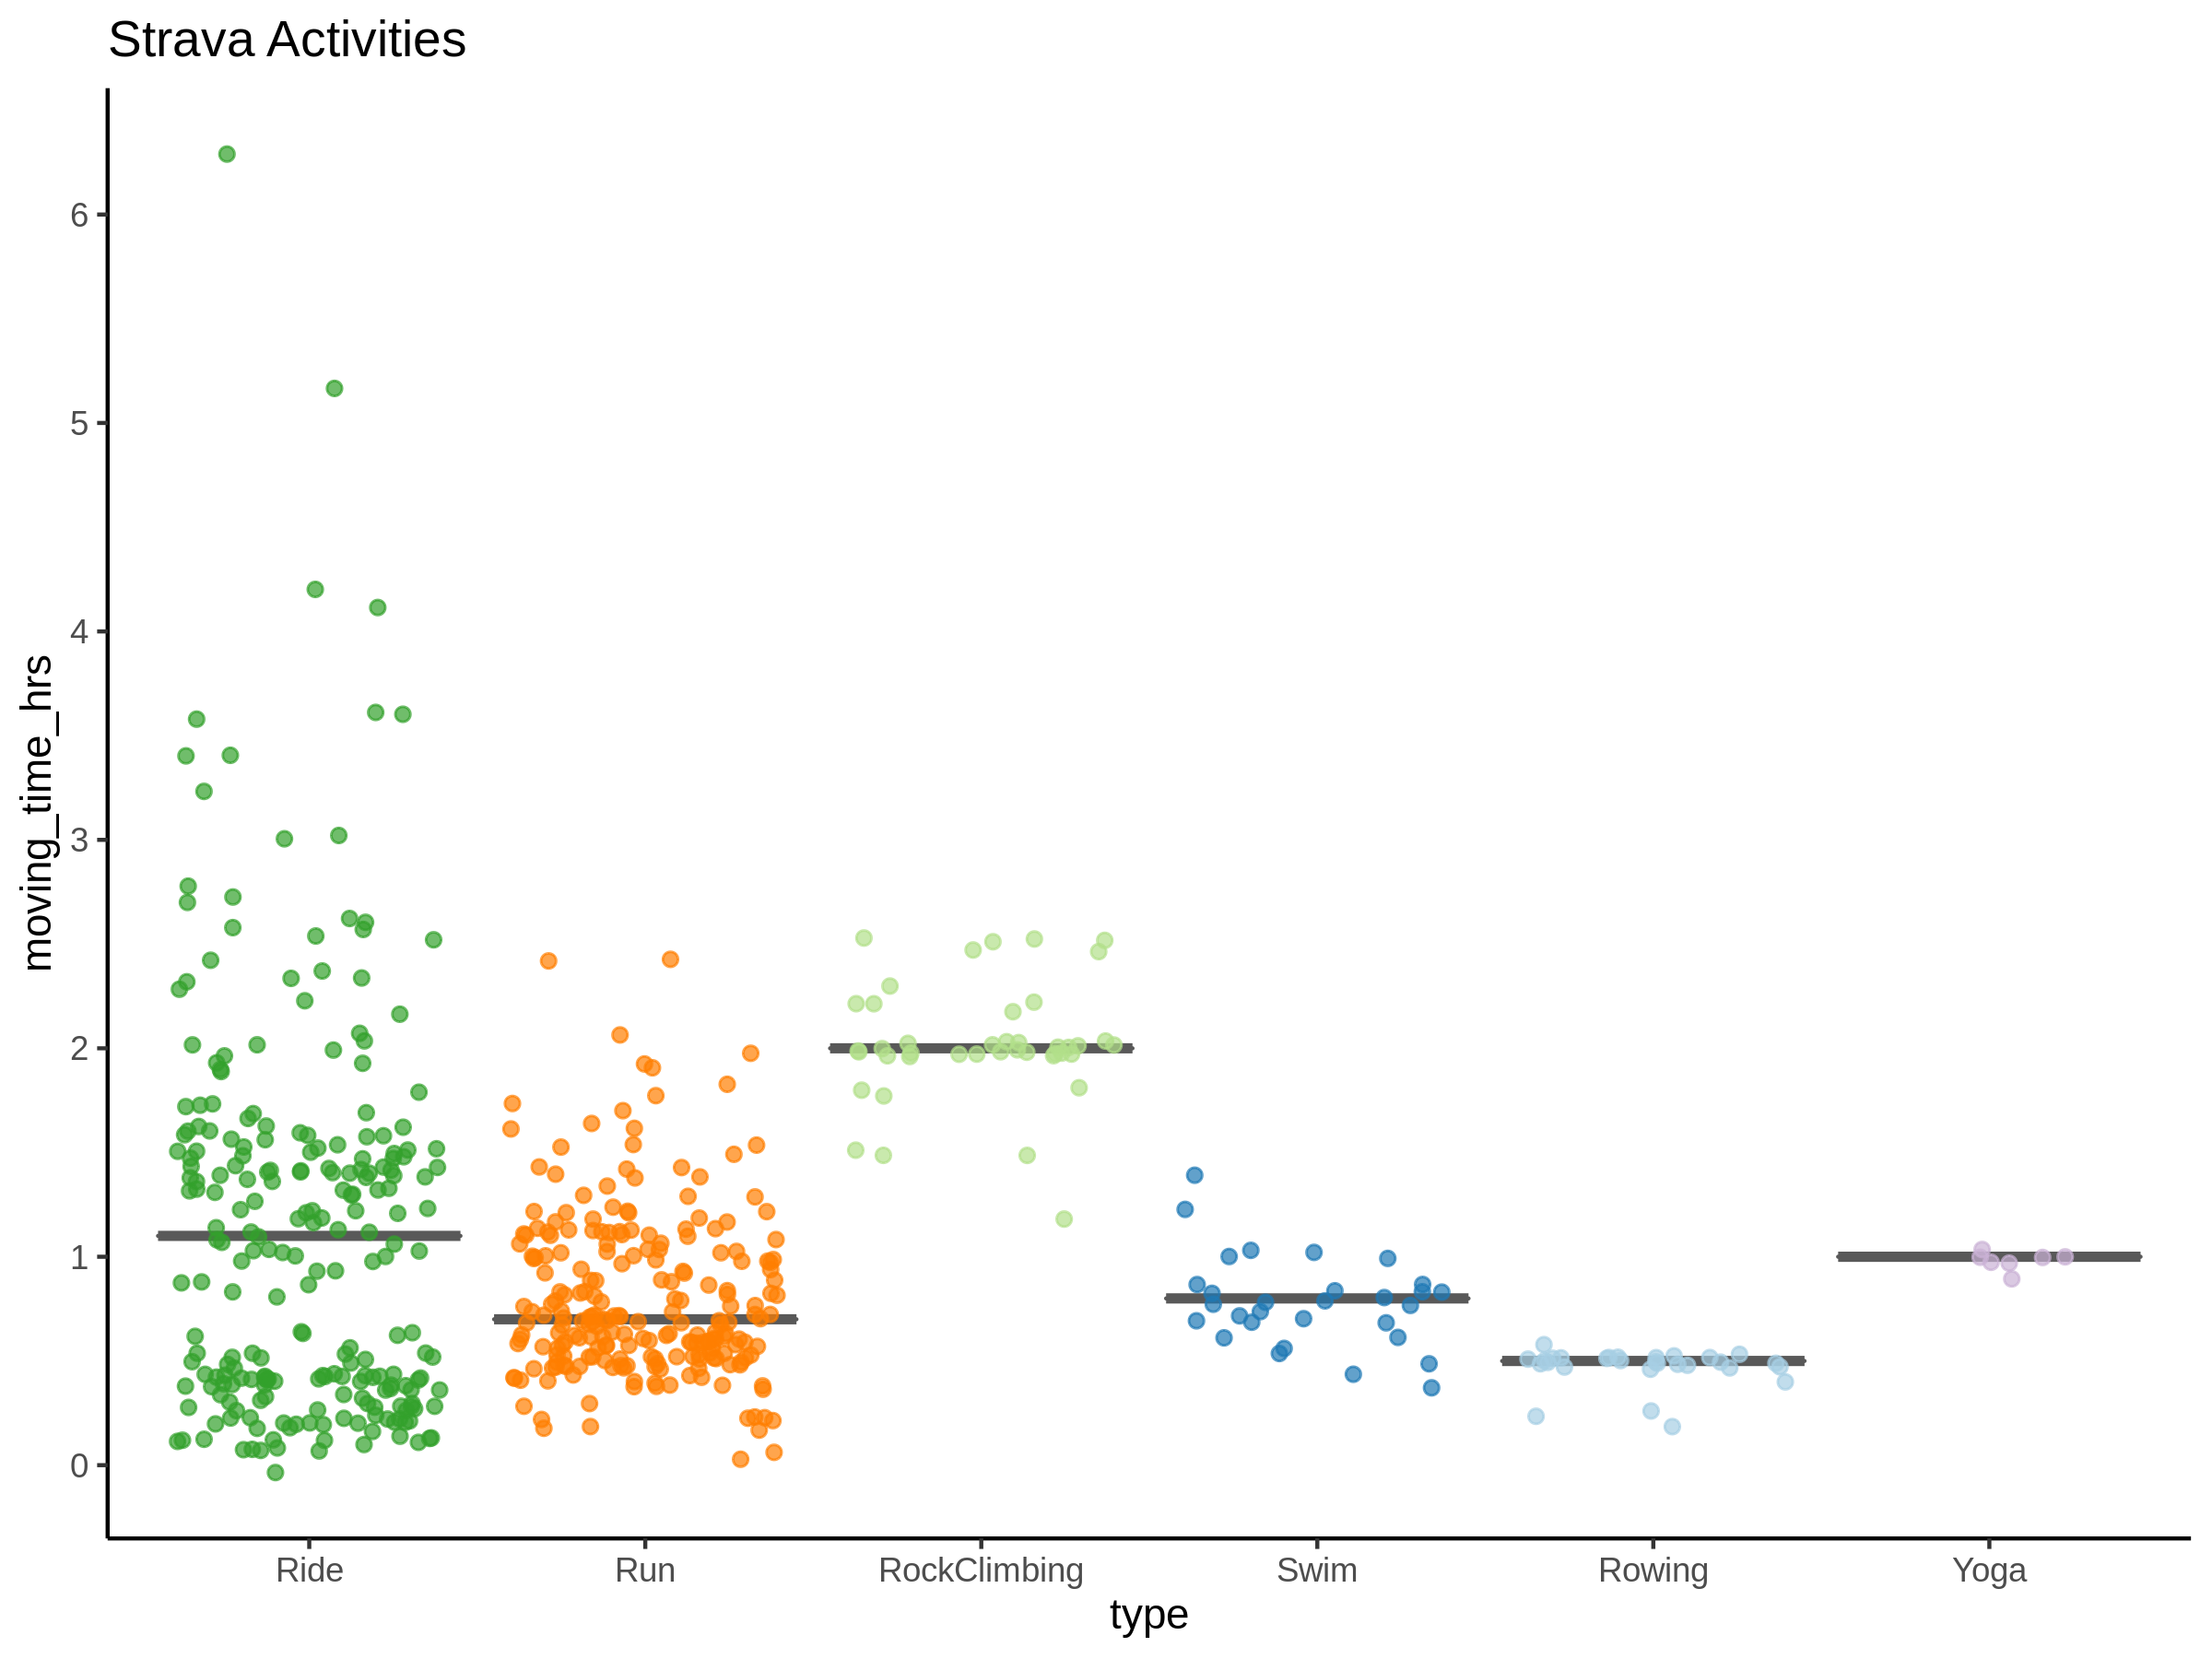 Strava Activities
moving_time_hrs
6
5
4
3
2
1
0
Ride Run RockClimbing Swim Rowing Yoga
type